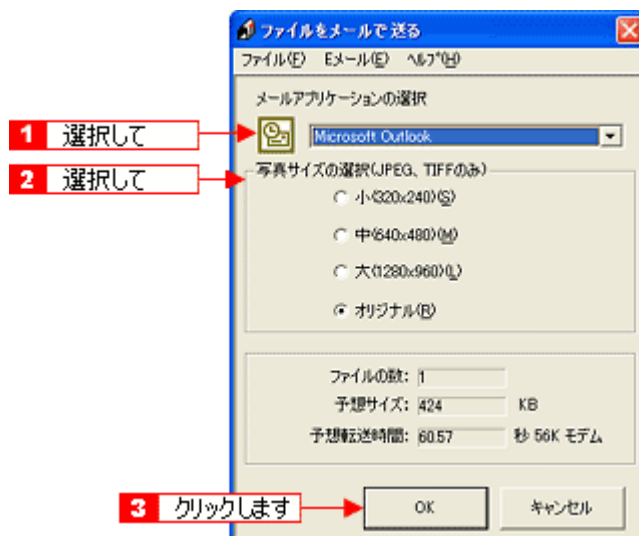 ファイルをメールで送る
ファイル(F) Eメール(E) ヘルプ(H)
メールアプリケーションの選択
1 選択して
Microsoft Outlook
2 選択して
写真サイズの選択(JPEG、TIFFのみ)
小(320x240)(S)
中(640x480)(M)
大(1280x960)(L)
オリジナル(R)
ファイルの数: 1
予想サイズ: 424 KB
予想転送時間: 60.57 秒 56K モデム
3 クリックします
OK
キャンセル